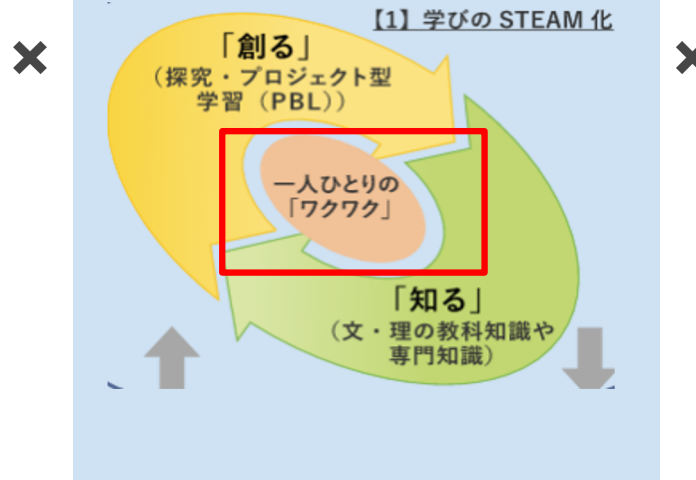 【1】学びの STEAM 化
「創る」
（探究・プロジェクト型
学習（PBL））
一人ひとりの
「ワクワク」
「知る」
（文・理の教科知識や
専門知識）